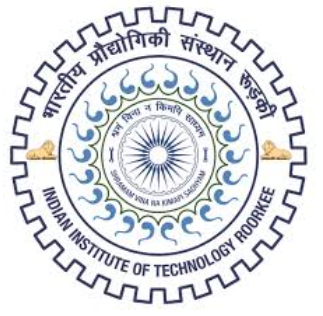 भारतीय प्रौद्योगिकी संस्थान रूड़की
श्रमं विना न किमपि साध्यम्
SHRAMAM VINA NA KIMAPI SADHYAM
INDIAN INSTITUTE OF TECHNOLOGY ROORKEE